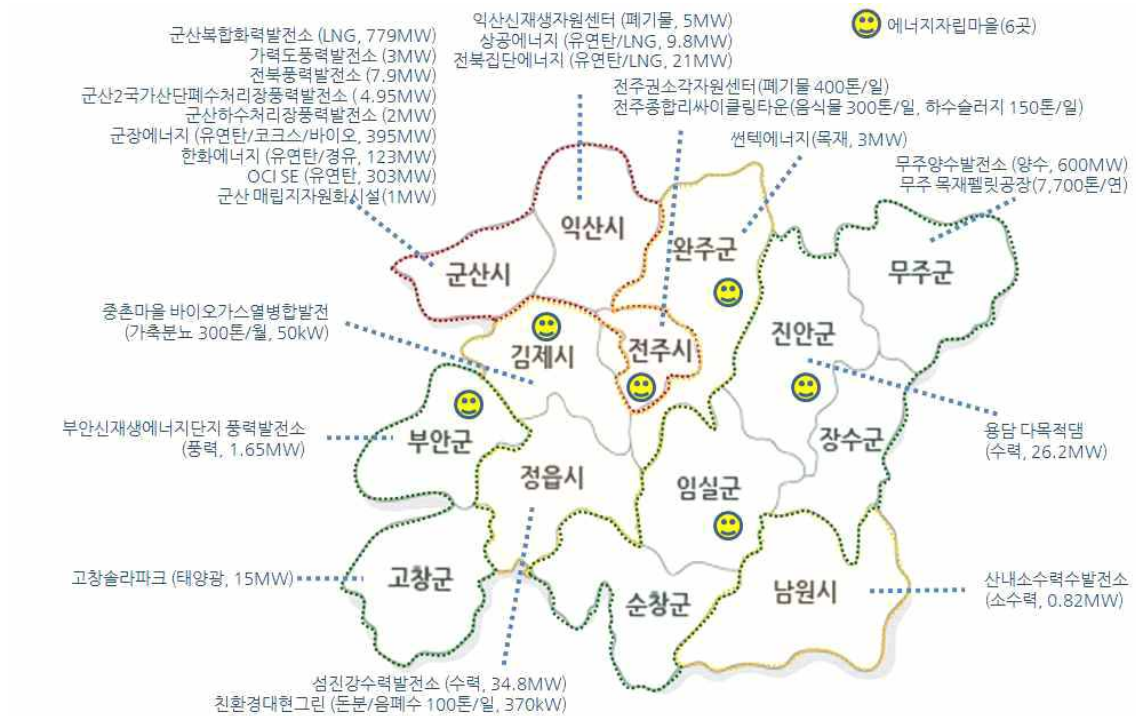 군산복합화력발전소 (LNG, 779MW)
가력도풍력발전소 (3MW)
전북풍력발전소 (7.9MW)
군산2국가산단폐수처리장풍력발전소 ( 4.95MW)
군산하수처리장풍력발전소 (2MW)
군장에너지 (유연탄/코크스/바이오, 395MW)
한화에너지 (유연탄/경유, 123MW)
OCI SE (유연탄, 303MW)
군산 매립지자원화시설(1MW)
익산신재생자원센터 (폐기물, 5MW)
상공에너지 (유연탄/LNG, 9.8MW)
전북집단에너지 (유연탄/LNG, 21MW)
에너지자립마을(6곳)
전주권소각자원센터(폐기물 400톤/일)
전주종합리싸이클링타운(음식물 300톤/일, 하수슬러지 150톤/일)
썬텍에너지(목재, 3MW)
무주양수발전소 (양수, 600MW)
무주 목재펠릿공장(7,700톤/연)
익산시
완주군
군산시
무주군
중촌마을 바이오가스열병합발전
(가축분뇨 300톤/월, 50kW)
김제시
전주시
진안군
부안신재생에너지단지 풍력발전소
(풍력, 1.65MW)
부안군
장수군
용담 다목적댐
(수력, 26.2MW)
정읍시
임실군
고창솔라파크 (태양광, 15MW)
고창군
순창군
남원시
산내소수력수발전소
(소수력, 0.82MW)
섬진강수력발전소 (수력, 34.8MW)
친환경대현그린 (돈분/음폐수 100톤/일, 370kW)